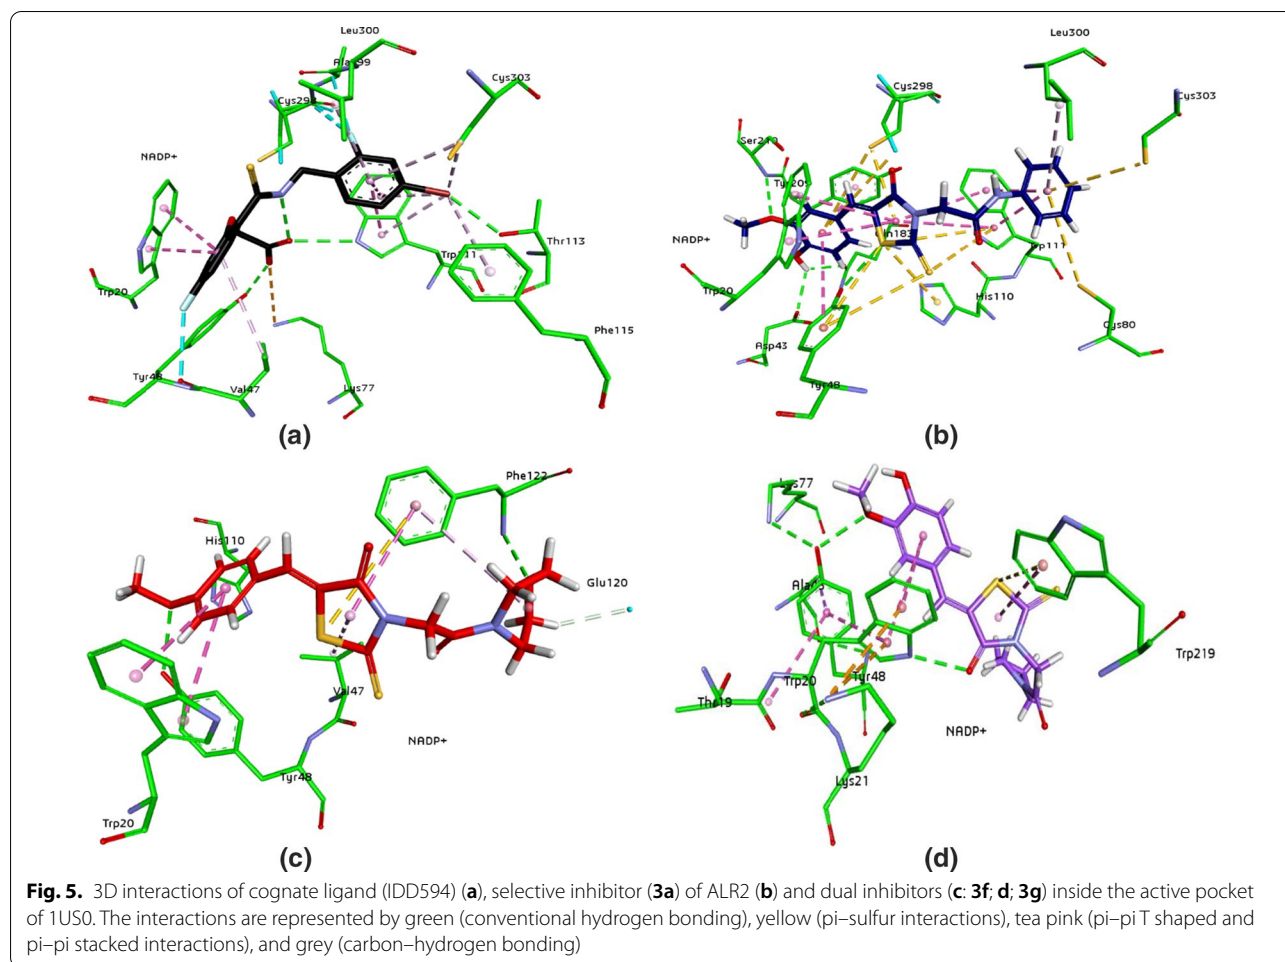 Leu300
Cys303
NADP+
Trp20
Thr113
Phe115
Tyr48
Val47
Lys77
(a)
Leu300
Cys298
Cys303
NADP+
Trp20
His110
Asp43
Tyr48
Cys80
(b)
Phe122
His110
Glu120
Val47
NADP+
Tyr48
Trp20
(c)
Trp219
Trp20
Tyr48
NADP+
Lys21
(d)
Fig. 5. 3D interactions of cognate ligand (IDD594) (a), selective inhibitor (3a) of ALR2 (b) and dual inhibitors (c: 3f; d; 3g) inside the active pocket
of 1US0. The interactions are represented by green (conventional hydrogen bonding), yellow (pi–sulfur interactions), tea pink (pi–pi T shaped and
pi–pi stacked interactions), and grey (carbon–hydrogen bonding)